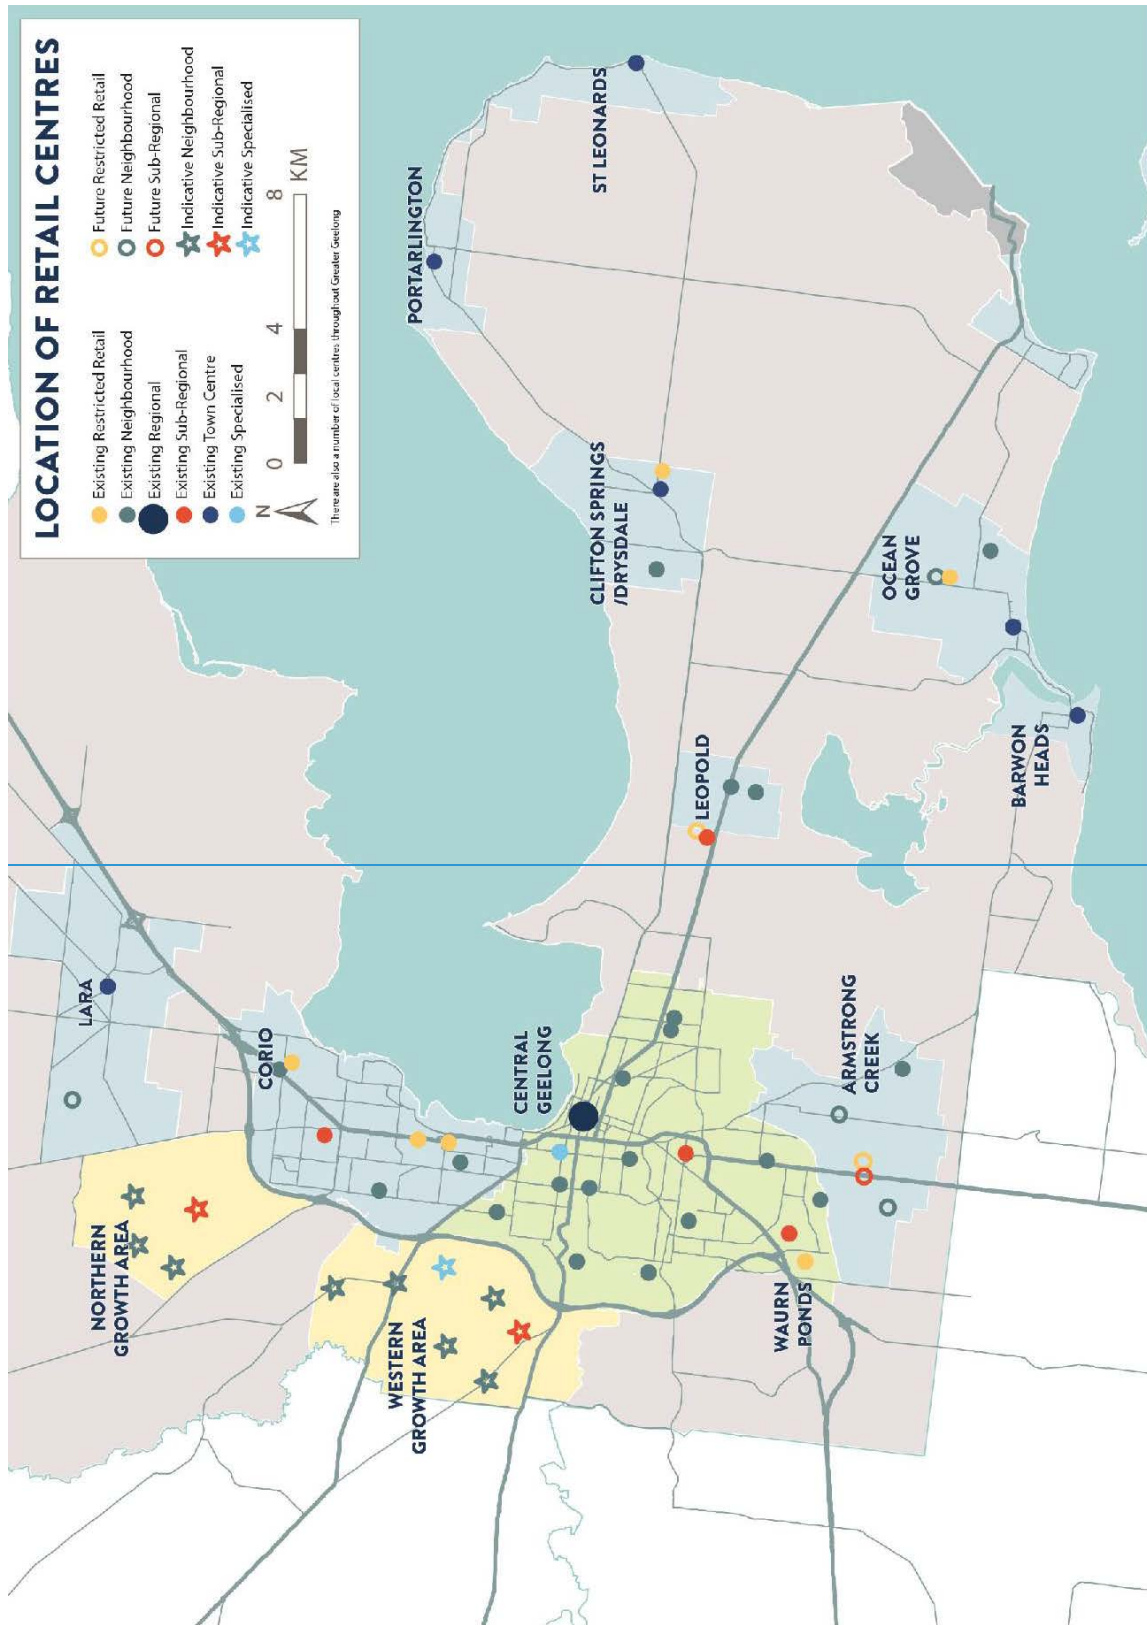 LOCATION OF RETAIL CENTRES
Existing Restricted Retail
Existing Neighbourhood
Existing Regional
Existing Sub-Regional
Existing Town Centre
Existing Specialised
Future Restricted Retail
Future Neighbourhood
Future Sub-Regional
Indicative Neighbourhood
Indicative Sub-Regional
Indicative Specialised
N
0 2 4 8
KM
There are also a number of local centres throughout Greater Geelong
NORTHERN
GROWTH AREA
LARA
CORIO
WESTERN
GROWTH AREA
CENTRAL
GEELONG
PORTARLINGTON
ST LEONARDS
CLIFTON SPRINGS
/DRYSDALE
LEOPOLD
WAURN
PONDS
ARMSTRONG
CREEK
OCEAN
GROVE
BARWON
HEADS